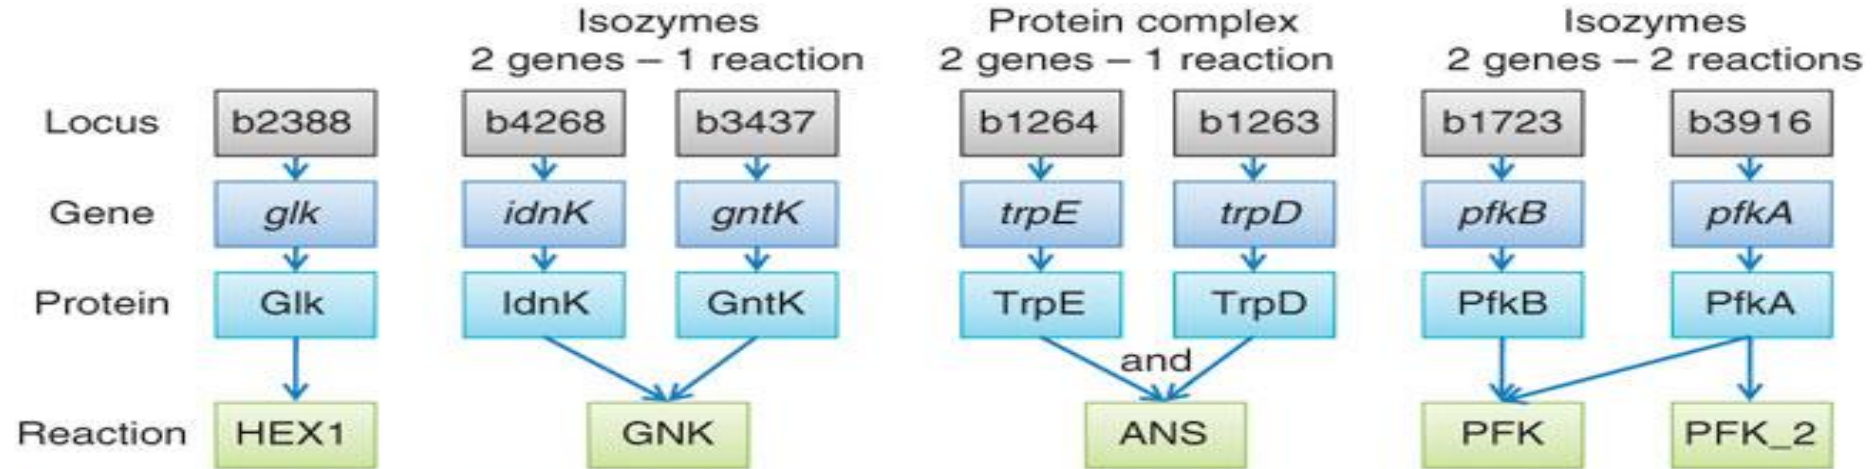 Isozymes Protein complex Isozymes
2 genes – 1 reaction 2 genes – 1 reaction 2 genes – 2 reactions
Locus b2388 b4268 b3437 b1264 b1263 b1723 b3916
Gene glk idnK gntK trpE trpD pfkB pfkA
Protein Glk IdnK GntK TrpE TrpD PfkB PfkA
and
Reaction HEX1 GNK ANS PFK PFK_2